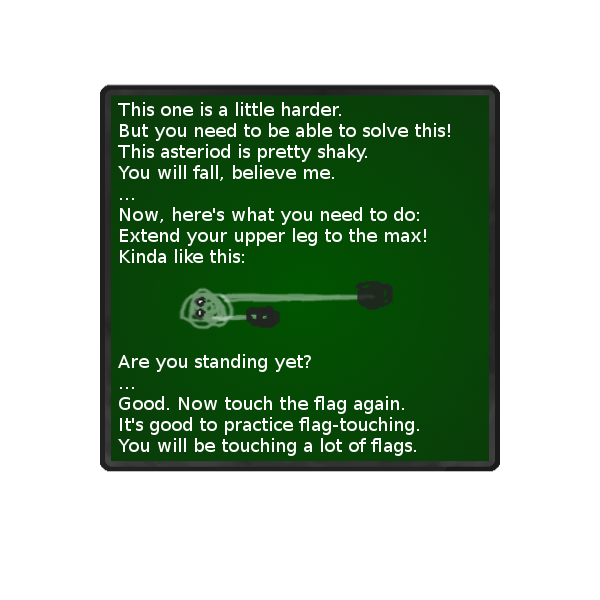 This one is a little harder.
But you need to be able to solve this!
This asteriod is pretty shaky.
You will fall, believe me.
...
Now, here's what you need to do:
Extend your upper leg to the max!
Kinda like this:
Are you standing yet?
...
Good. Now touch the flag again.
It's good to practice flag-touching.
You will be touching a lot of flags.